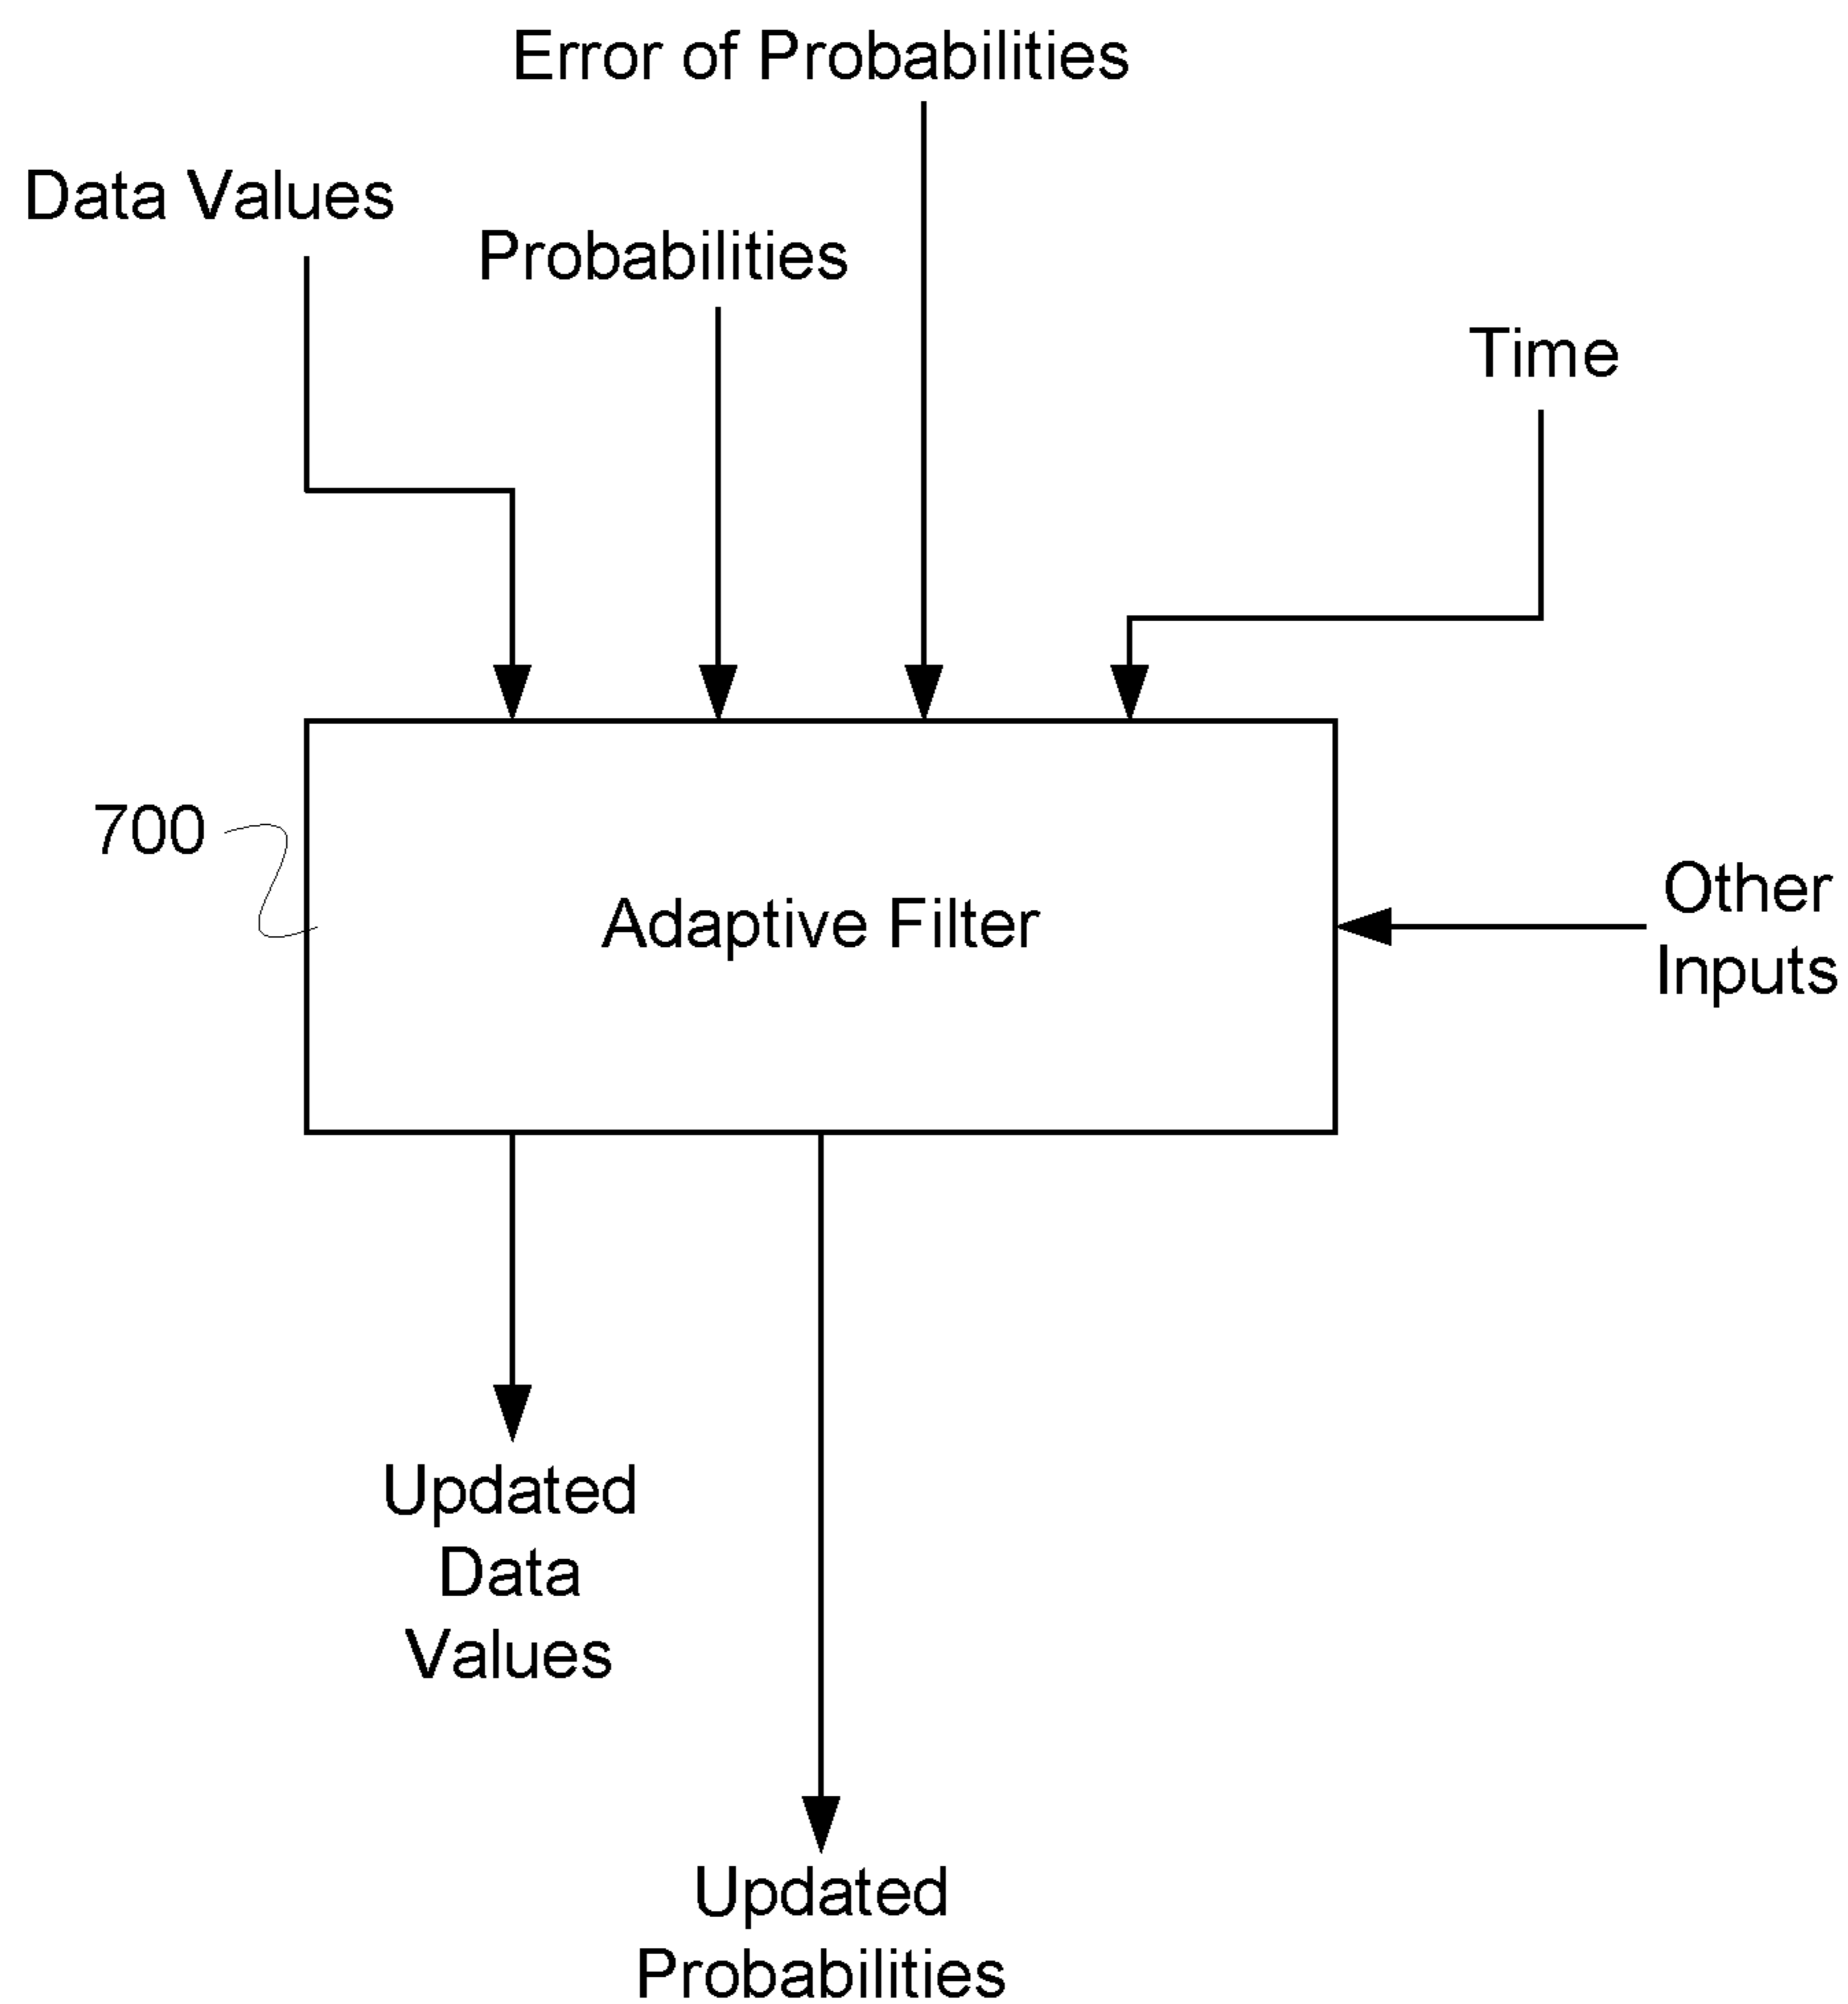 Error of Probabilities
Data Values
Probabilities
Time
700
Adaptive Filter
Other
Inputs
Updated
Data
Values
Updated
Probabilities